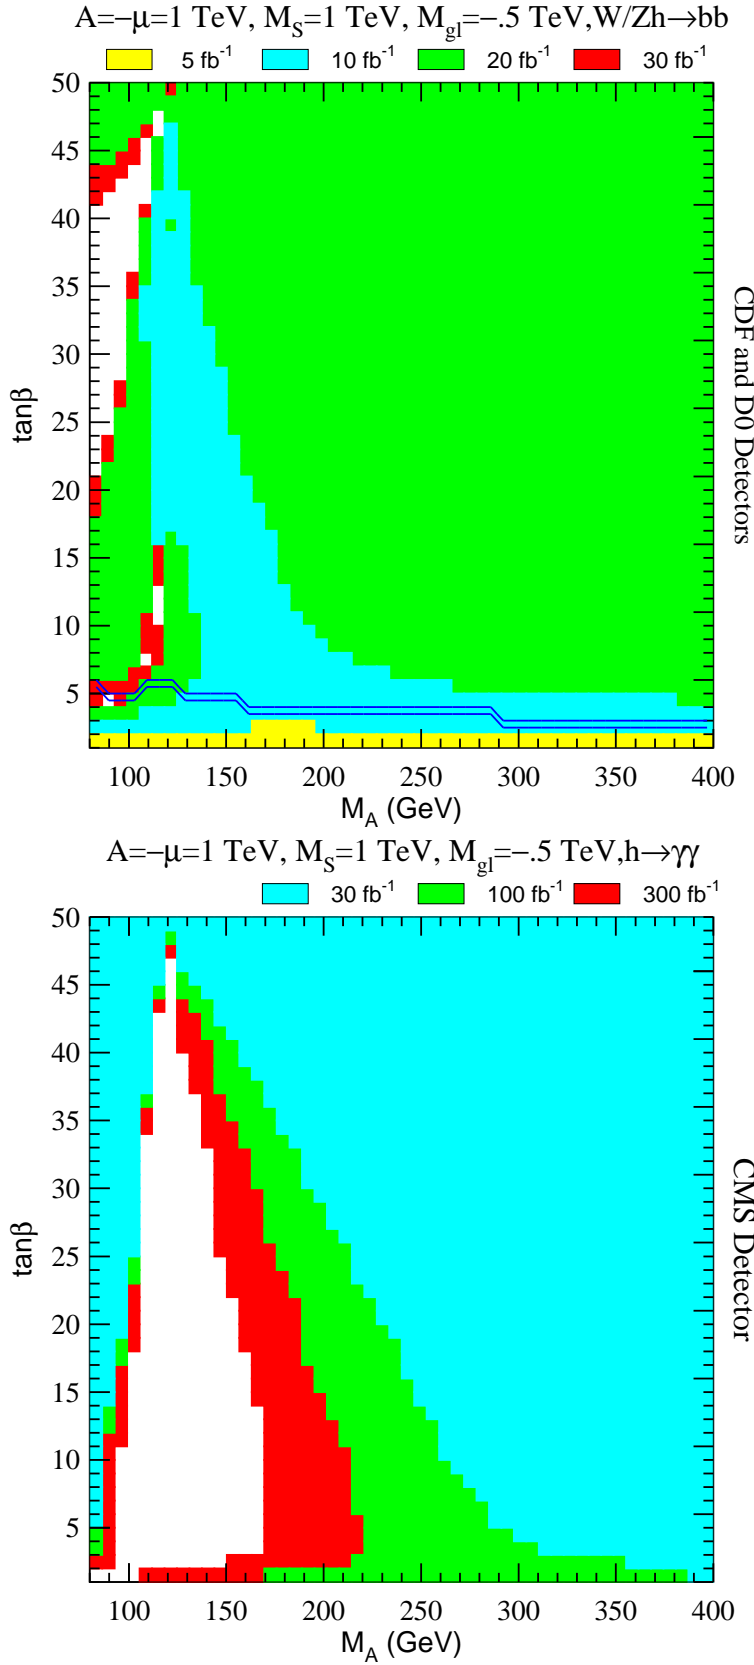 A=−μ=1 TeV, M_S=1 TeV, M_gl=−.5 TeV,W/Zh→bb
5 fb⁻¹ 10 fb⁻¹ 20 fb⁻¹ 30 fb⁻¹
50
45
40
35
30
25
20
15
10
5
tanβ
CDF and D0 Detectors
100 150 200 250 300 350 400
M_A (GeV)
A=−μ=1 TeV, M_S=1 TeV, M_gl=−.5 TeV,h→γγ
30 fb⁻¹ 100 fb⁻¹ 300 fb⁻¹
50
45
40
35
30
25
20
15
10
5
tanβ
CMS Detector
100 150 200 250 300 350 400
M_A (GeV)